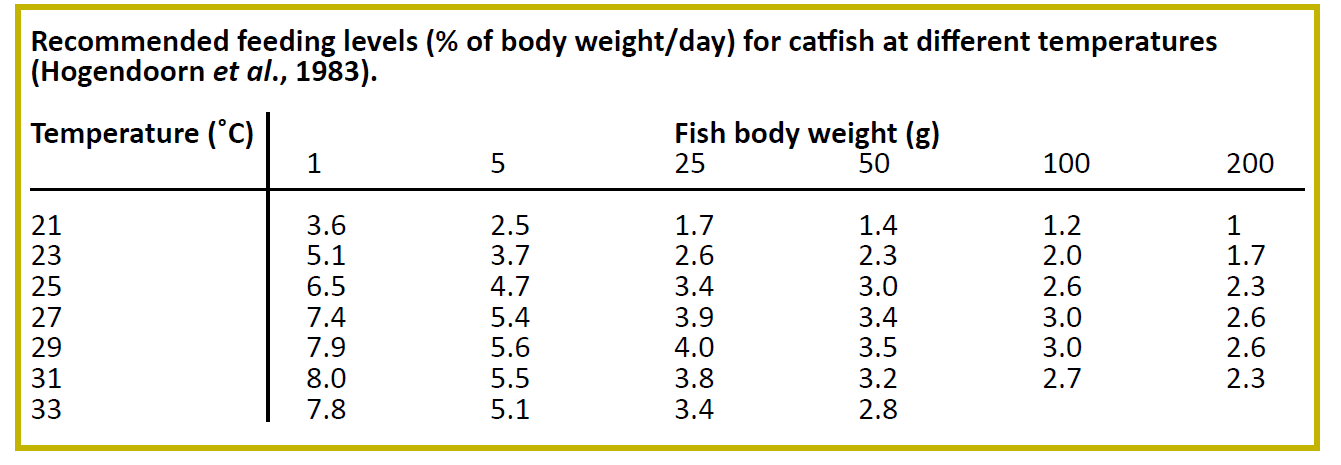 Recommended feeding levels (% of body weight/day) for catfish at different temperatures
(Hogendoorn et al., 1983).
Temperature (˚C) Fish body weight (g)
1 5 25 50 100 200
21 3.6 2.5 1.7 1.4 1.2 1
23 5.1 3.7 2.6 2.3 2.0 1.7
25 6.5 4.7 3.4 3.0 2.6 2.3
27 7.4 5.4 3.9 3.4 3.0 2.6
29 7.9 5.6 4.0 3.5 3.0 2.6
31 8.0 5.5 3.8 3.2 2.7 2.3
33 7.8 5.1 3.4 2.8